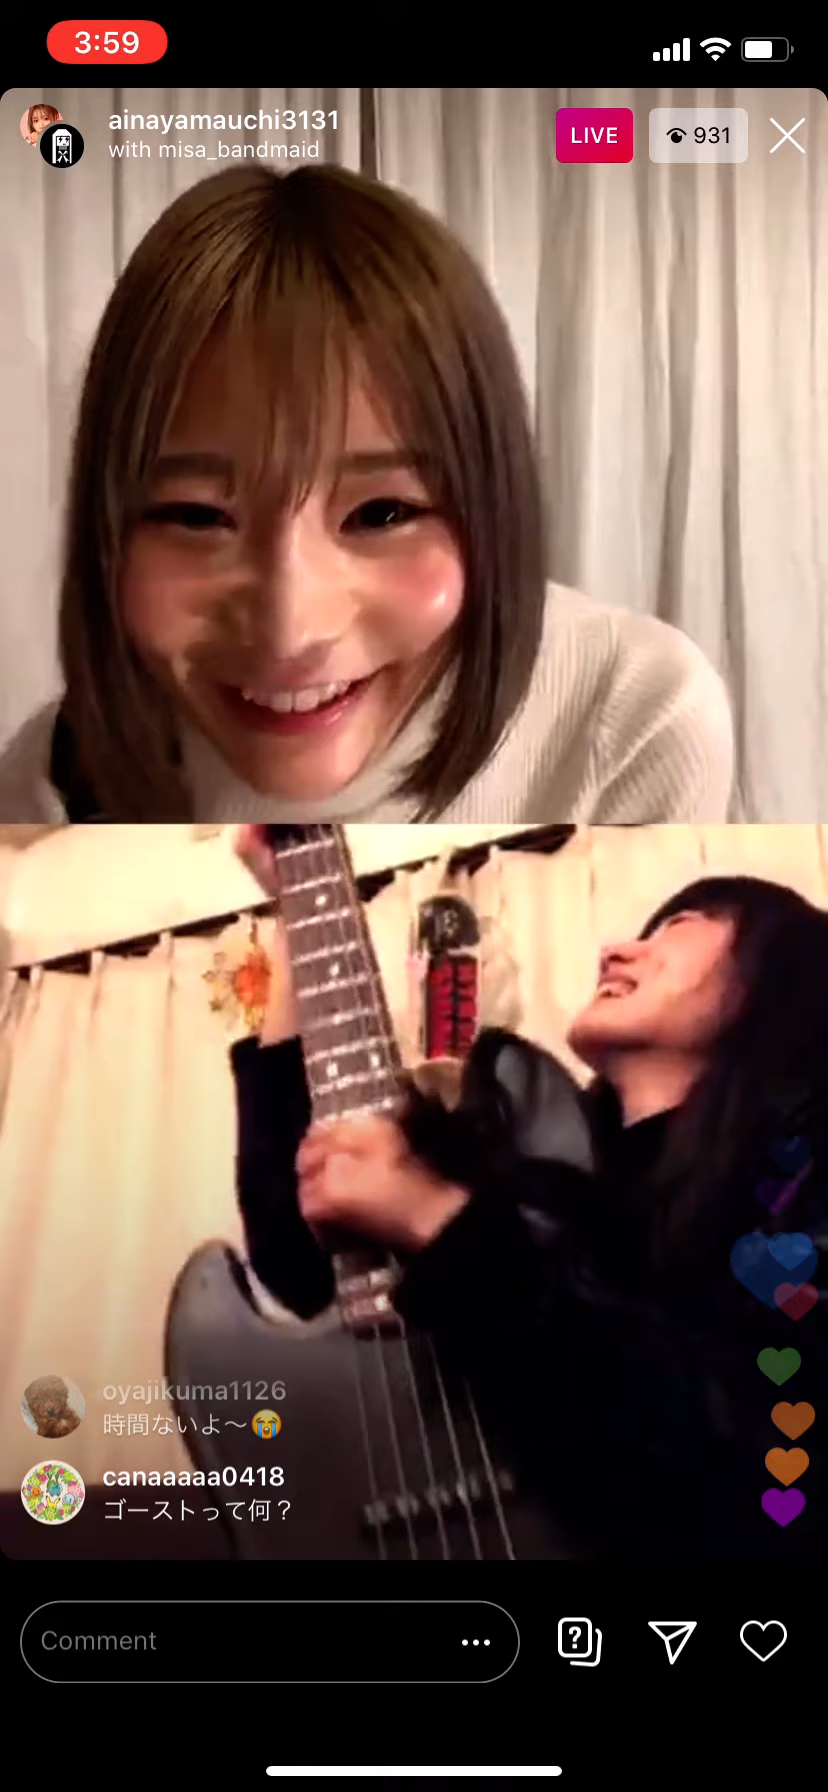 3:59
ainayamauchi3131
with misa_bandmaid
LIVE
931
oyajikuma1126
時間ないよ〜😭
canaaaaa0418
ゴーストって何？
Comment